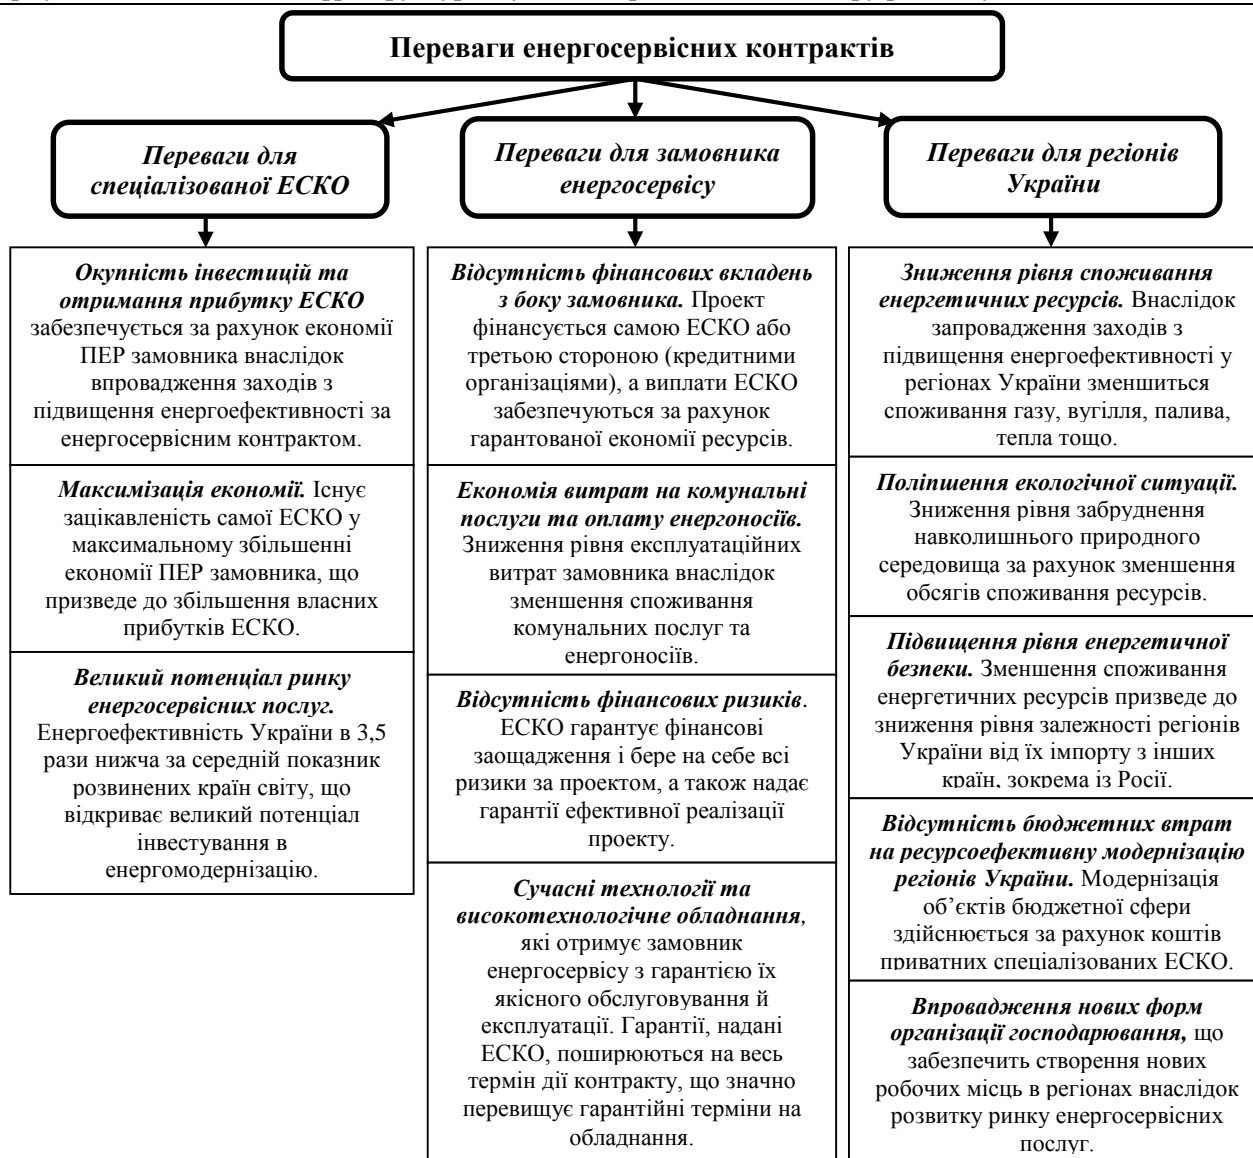 Переваги енергосервісних контрактів
Переваги для
спеціалізованої ЕСКО
Переваги для замовника
енергосервісу
Переваги для регіонів
України
Окупність інвестицій та
отримання прибутку ЕСКО
забезпечується за рахунок економії
ПЕР замовника внаслідок
впровадження заходів з
підвищення енергоефективності за
енергосервісним контрактом.
Максимізація економії. Існує
зацікавленість самої ЕСКО у
максимальному збільшенні
економії ПЕР замовника, що
призведе до збільшення власних
прибутків ЕСКО.
Великий потенціал ринку
енергосервісних послуг.
Енергоефективність України в 3,5
рази нижча за середній показник
розвинених країн світу, що
відкриває великий потенціал
інвестування в
енергомодернізацію.
Відсутність фінансових вкладень
з боку замовника. Проект
фінансується самою ЕСКО або
третьою стороною (кредитними
організаціями), а виплати ЕСКО
забезпечуються за рахунок
гарантованої економії ресурсів.
Економія витрат на комунальні
послуги та оплату енергоносіїв.
Зниження рівня експлуатаційних
витрат замовника внаслідок
зменшення споживання
комунальних послуг та
енергоносіїв.
Відсутність фінансових ризиків.
ЕСКО гарантує фінансові
заощадження і бере на себе всі
ризики за проектом, а також надає
гарантії ефективної реалізації
проекту.
Сучасні технології та
високотехнологічне обладнання,
які отримує замовник
енергосервісу з гарантією їх
якісного обслуговування й
експлуатації. Гарантії, надані
ЕСКО, поширюються на весь
термін дії контракту, що значно
перевищує гарантійні терміни на
обладнання.
Зниження рівня споживання
енергетичних ресурсів. Внаслідок
запровадження заходів з
підвищення енергоефективності у
регіонах України зменшиться
споживання газу, вугілля, палива,
тепла тощо.
Поліпшення екологічної ситуації.
Зниження рівня забруднення
навколишнього природного
середовища за рахунок зменшення
обсягів споживання ресурсів.
Підвищення рівня енергетичної
безпеки. Зменшення споживання
енергетичних ресурсів призведе до
зниження рівня залежності регіонів
України від їх імпорту з інших
країн, зокрема із Росії.
Відсутність бюджетних втрат
на ресурсоефективну модернізацію
регіонів України. Модернізація
об’єктів бюджетної сфери
здійснюється за рахунок коштів
приватних спеціалізованих ЕСКО.
Впровадження нових форм
організації господарювання, що
забезпечить створення нових
робочих місць в регіонах внаслідок
розвитку ринку енергосервісних
послуг.